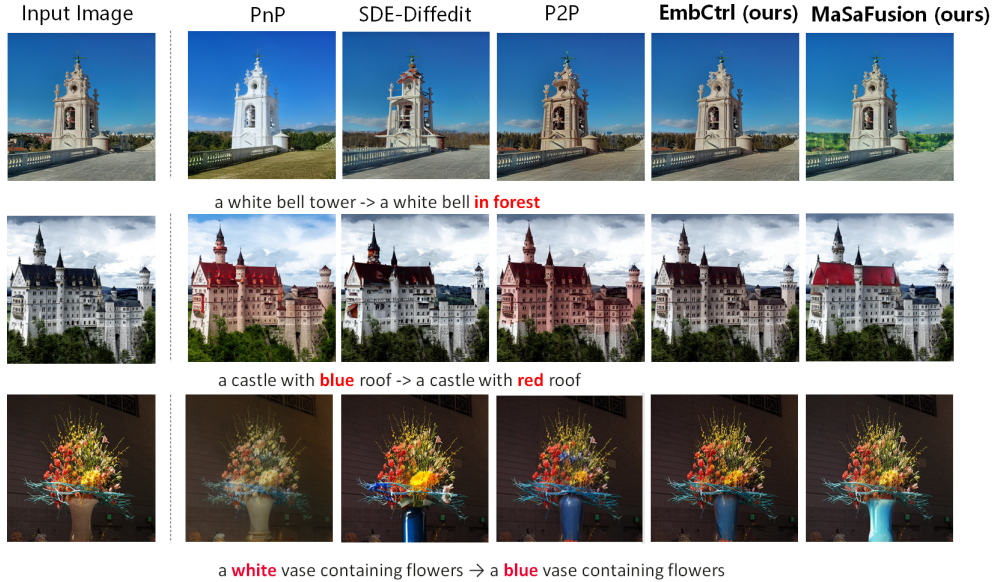 Input Image PnP SDE-Diffedit P2P EmbCtrl (ours) MaSaFusion (ours)
a white bell tower -> a white bell in forest
a castle with blue roof -> a castle with red roof
a white vase containing flowers → a blue vase containing flowers